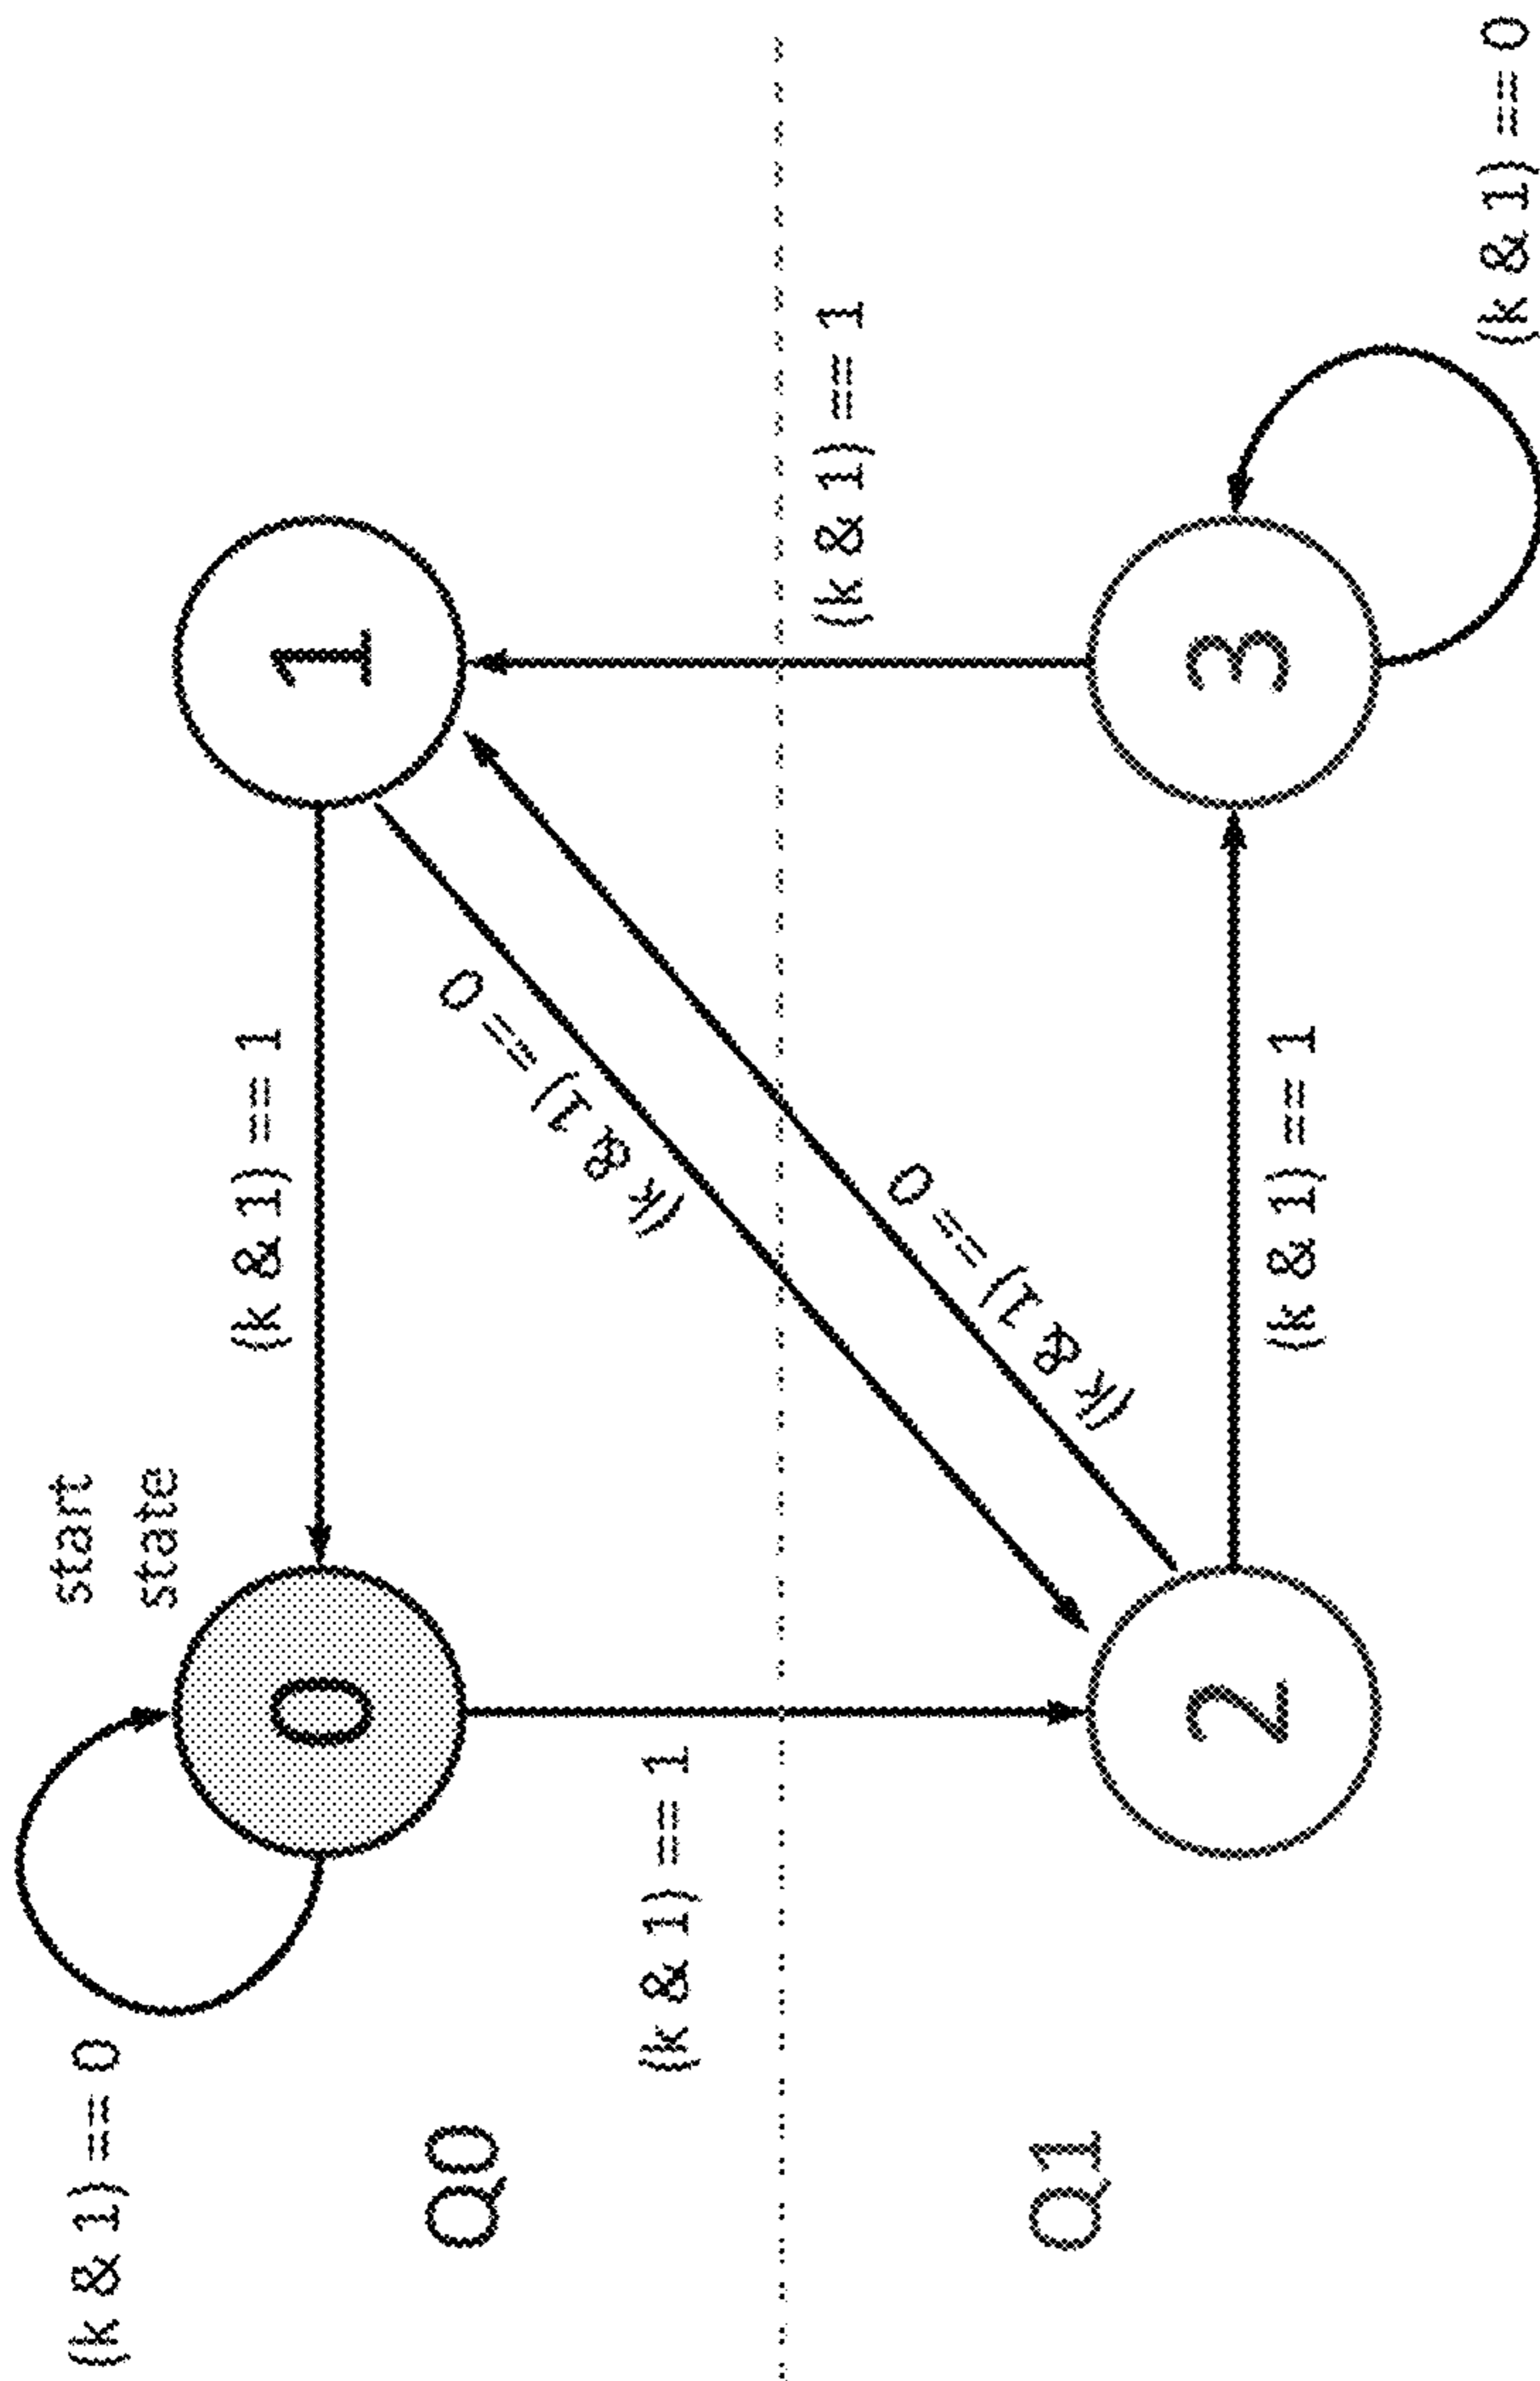 (k & 1) == 0
start
state
0
(k & 1) == 1
1
Q0
(k & 1) == 1
(k & 1) == 0
(k & 1) == 0
(k & 1) == 1
Q1
2
(k & 1) == 1
3
(k & 1) == 0